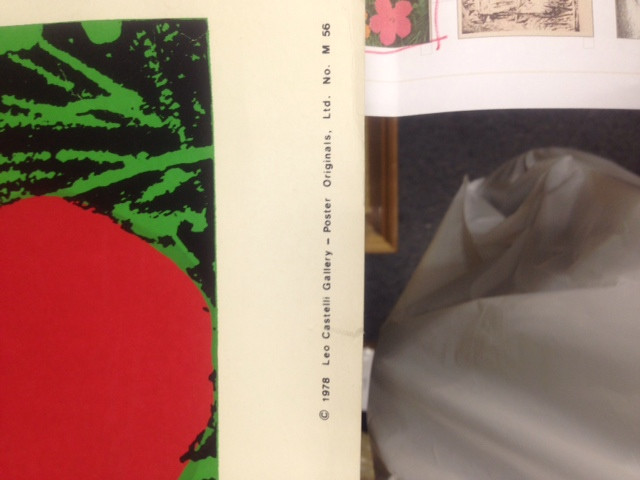 © 1978 Leo Castelli Gallery – Poster Originals, Ltd. No. M 56